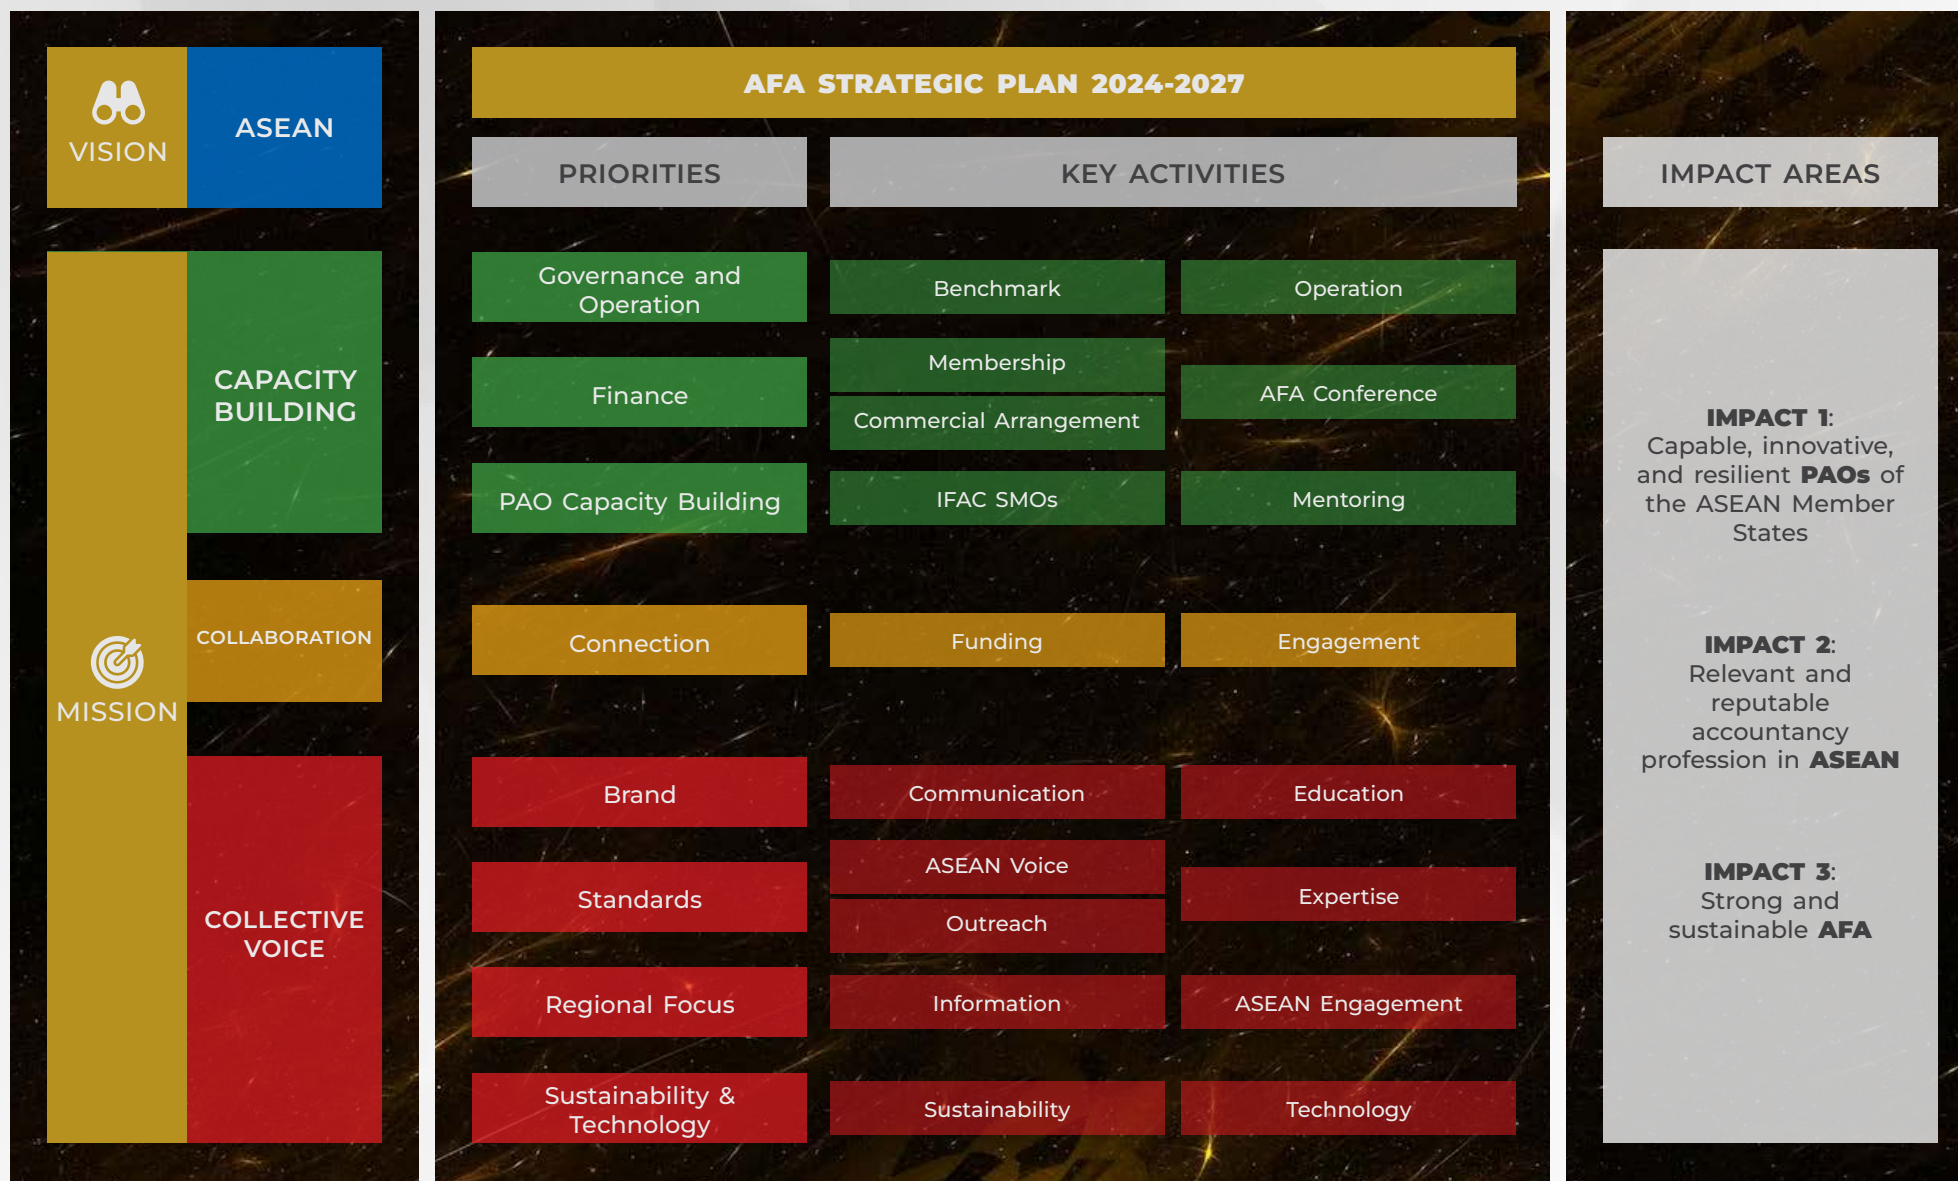 VISION
ASEAN
MISSION
CAPACITY
BUILDING
COLLABORATION
COLLECTIVE
VOICE
AFA STRATEGIC PLAN 2024-2027
PRIORITIES
KEY ACTIVITIES
Governance and
Operation
Benchmark
Operation
Finance
Membership
Commercial Arrangement
AFA Conference
PAO Capacity Building
IFAC SMOs
Mentoring
Connection
Funding
Engagement
Brand
Communication
Education
Standards
ASEAN Voice
Outreach
Expertise
Regional Focus
Information
ASEAN Engagement
Sustainability &
Technology
Sustainability
Technology
IMPACT AREAS
IMPACT 1:
Capable, innovative,
and resilient PAOs of
the ASEAN Member
States
IMPACT 2:
Relevant and
reputable
accountancy
profession in ASEAN
IMPACT 3:
Strong and
sustainable AFA